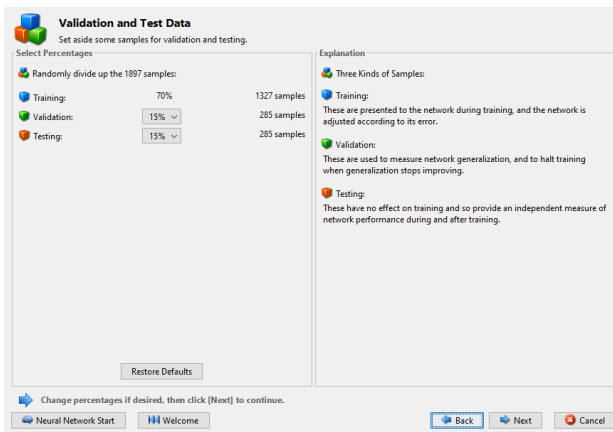 Validation and Test Data
Set aside some samples for validation and testing.
Select Percentages
Randomly divide up the 1897 samples:
Training: 70% 1327 samples
Validation: 15% 285 samples
Testing: 15% 285 samples
Restore Defaults
Explanation
Three Kinds of Samples:
Training:
These are presented to the network during training, and the network is
adjusted according to its error.
Validation:
These are used to measure network generalization, and to halt training
when generalization stops improving.
Testing:
These have no effect on training and so provide an independent measure of
network performance during and after training.
Change percentages if desired, then click [Next] to continue.
Neural Network Start Welcome Back Next Cancel